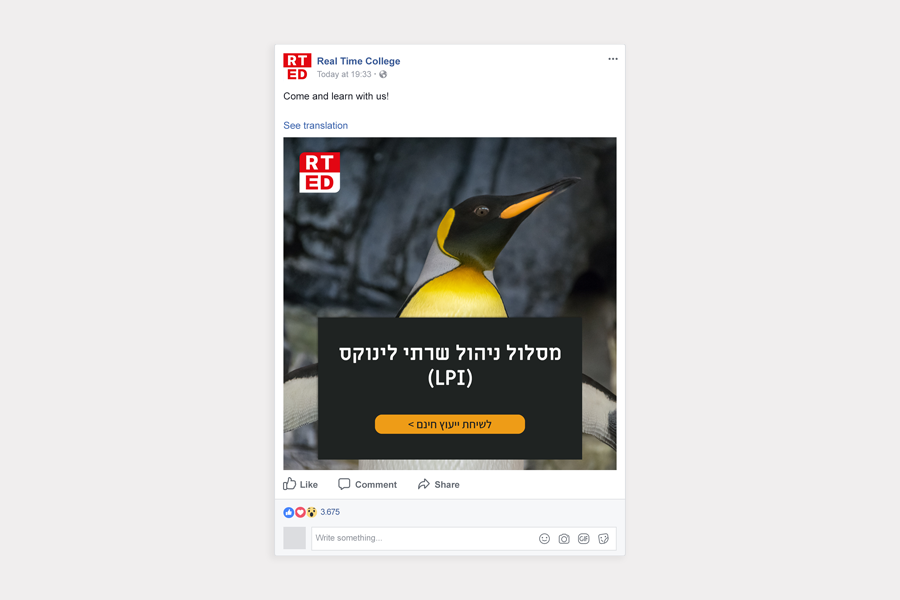 RT
ED
Real Time College
Today at 19:33
Come and learn with us!
See translation
RT
ED
מסלול ניהול שרתי לינוקס
(LPI)
לשיחת ייעוץ חינם >
Like
Comment
Share
3.675
Write something...
GIF